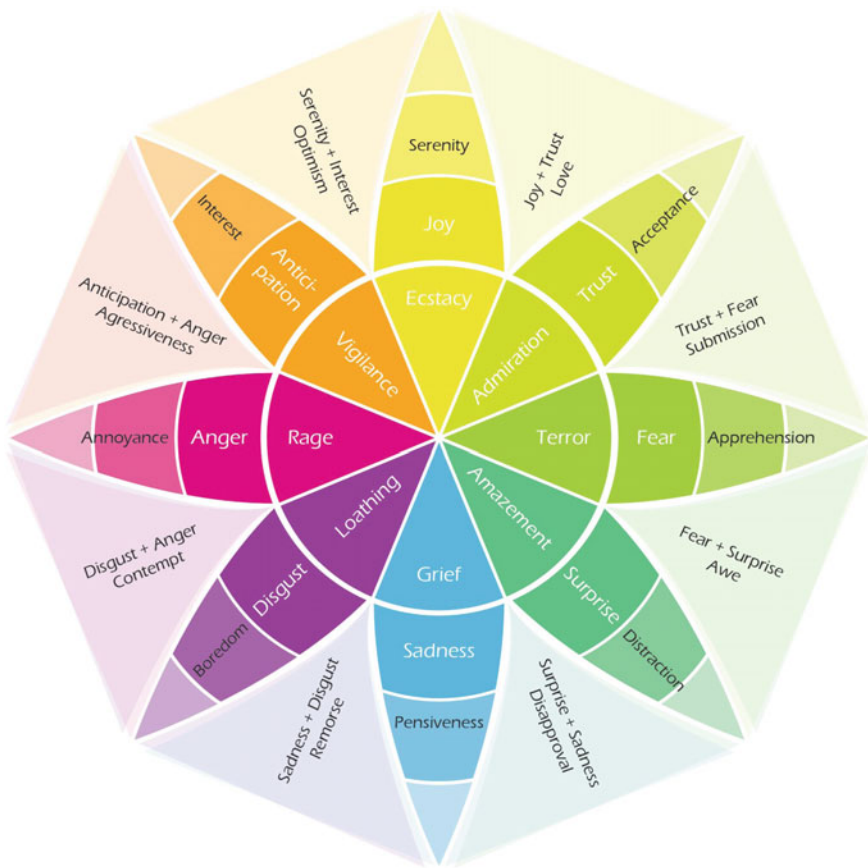 Serenity + Interest
Optimism
Serenity
Joy + Trust
Love
Interest
Joy
Acceptance
Antici-
pation
Trust
Anticipation + Anger
Agressiveness
Ecstacy
Trust + Fear
Submission
Vigilance
Admiration
Annoyance
Anger
Rage
Terror
Fear
Apprehension
Loathing
Amazement
Disgust + Anger
Contempt
Fear + Surprise
Awe
Disgust
Grief
Surprise
Boredom
Sadness
Distraction
Sadness + Disgust
Remorse
Pensiveness
Surprise + Sadness
Disapproval